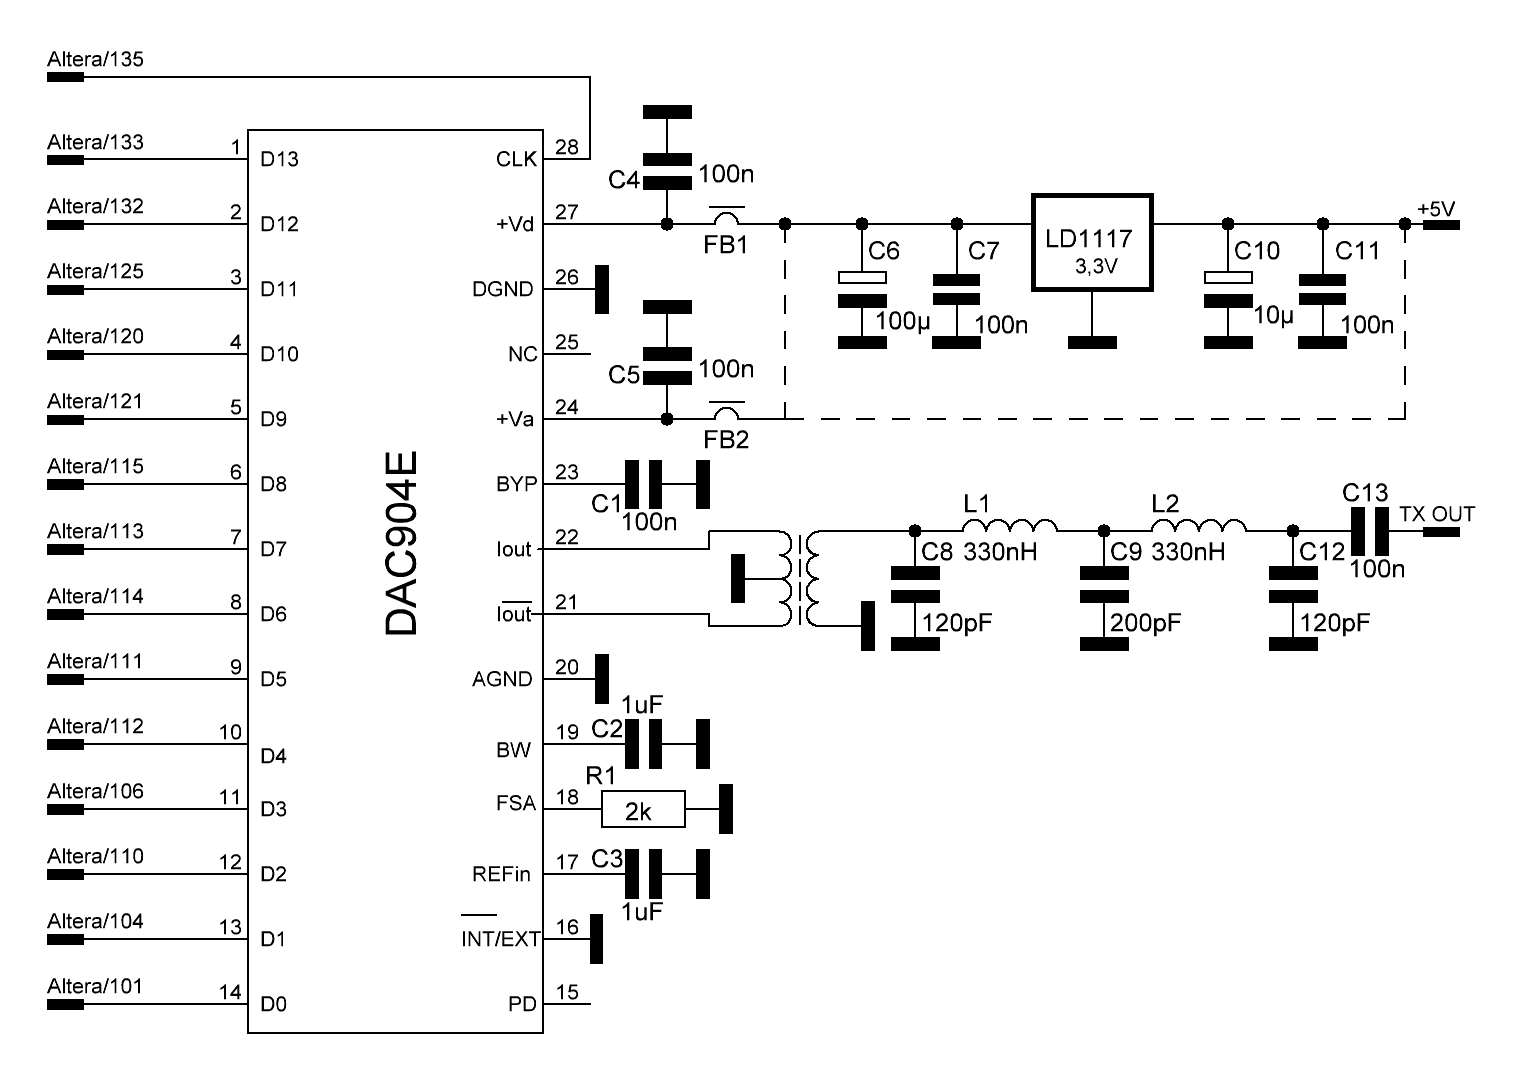 Altera/135
Altera/133 1 D13 CLK 28
C4 100n
Altera/132 2 D12 +Vd 27
FB1
LD1117
3,3V
+5V
C6 100µ
C7 100n
C10 10µ
C11 100n
Altera/125 3 D11 DGND 26
Altera/120 4 D10 NC 25
C5 100n
Altera/121 5 D9 +Va 24
FB2
Altera/115 6 D8 BYP 23
C1 100n
DAC904E
Altera/113 7 D7 Iout 22
L1 330nH
L2 330nH
C13 100n
TX OUT
C8 120pF
C9 200pF
C12 120pF
Altera/114 8 D6 Iout 21
Altera/111 9 D5 AGND 20
Altera/112 10 D4 BW 19
C2 1uF
Altera/106 11 D3 FSA 18
R1 2k
Altera/110 12 D2 REFin 17
C3 1uF
Altera/104 13 D1 INT/EXT 16
Altera/101 14 D0 PD 15